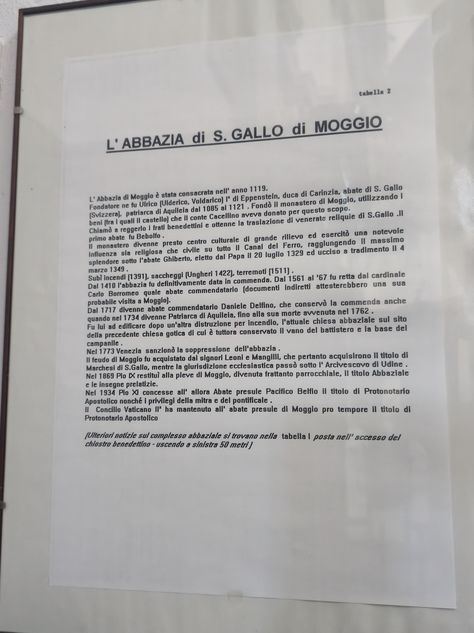 tabella 2
L' ABBAZIA di S. GALLO di MOGGIO
L' Abbazia di Moggio è stata consacrata nell' anno 1119.
Fondatore ne fu Ulrico (Ulderico, Voldarico) I° di Eppenstein, duca di Carinzia, abate di S. Gallo
(Svizzera), patriarca di Aquileia dal 1085 al 1121 . Fondò il monastero di Moggio, utilizzando i
beni (fra i quali il castello) che il conte Cacellino aveva donato per questo scopo.
Chiamò a reggerlo i frati benedettini e ottenne la traslazione di venerate reliquie di S.Gallo .Il
primo abate fu Bebolto .
Il monastero divenne presto centro culturale di grande rilievo ed esercitò una notevole
influenza sia religiosa che civile su tutto il Canal del Ferro, raggiungendo il massimo
splendore sotto l'abate Ghiberto, eletto dal Papa il 20 luglio 1329 ed ucciso a tradimento il 4
marzo 1349 .
Subì incendi (1391), saccheggi (Ungheri 1422), terremoti (1511) .
Dal 1410 l'abbazia fu definitivamente data in commenda. Dal 1561 al '67 fu retta dal cardinale
Carlo Borromeo quale abate commendatario (documenti indiretti attesterebbero una sua
probabile visita a Moggio).
Dal 1717 divenne abate commendatario Daniele Delfino, che conservò la commenda anche
quando nel 1734 divenne Patriarca di Aquileia, fino alla sua morte avvenuta nel 1762 .
Fu lui ad edificare dopo un'altra distruzione per incendio, l'attuale chiesa abbaziale sul sito
della precedente chiesa gotica di cui è tuttora conservato il vano del battistero e la base del
campanile .
Nel 1773 Venezia sanzionò la soppressione dell'abbazia .
Il feudo di Moggio fu acquistato dai signori Leoni e Mangilli, che pertanto acquisirono il titolo di
Marchesi di S.Gallo, mentre la giurisdizione ecclesiastica passò sotto l' Arcivescovo di Udine .
Nel 1869 Pio IX restituì alla pieve di Moggio, divenuta frattanto parrocchiale, il titolo Abbaziale
e le insegne prelatizie.
Nel 1934 Pio XI concesse all' allora Abate presule Pacifico Belfio il titolo di Protonotario
Apostolico nonché i privilegi della mitra e del pontificale .
Il Concilio Vaticano II° ha mantenuto all' abate presule di Moggio pro tempore il titolo di
Protonotario Apostolico
(Ulteriori notizie sul complesso abbaziale si trovano nella tabella I posta nell' accesso del
chiostro benedettino - uscendo a sinistra 50 metri )